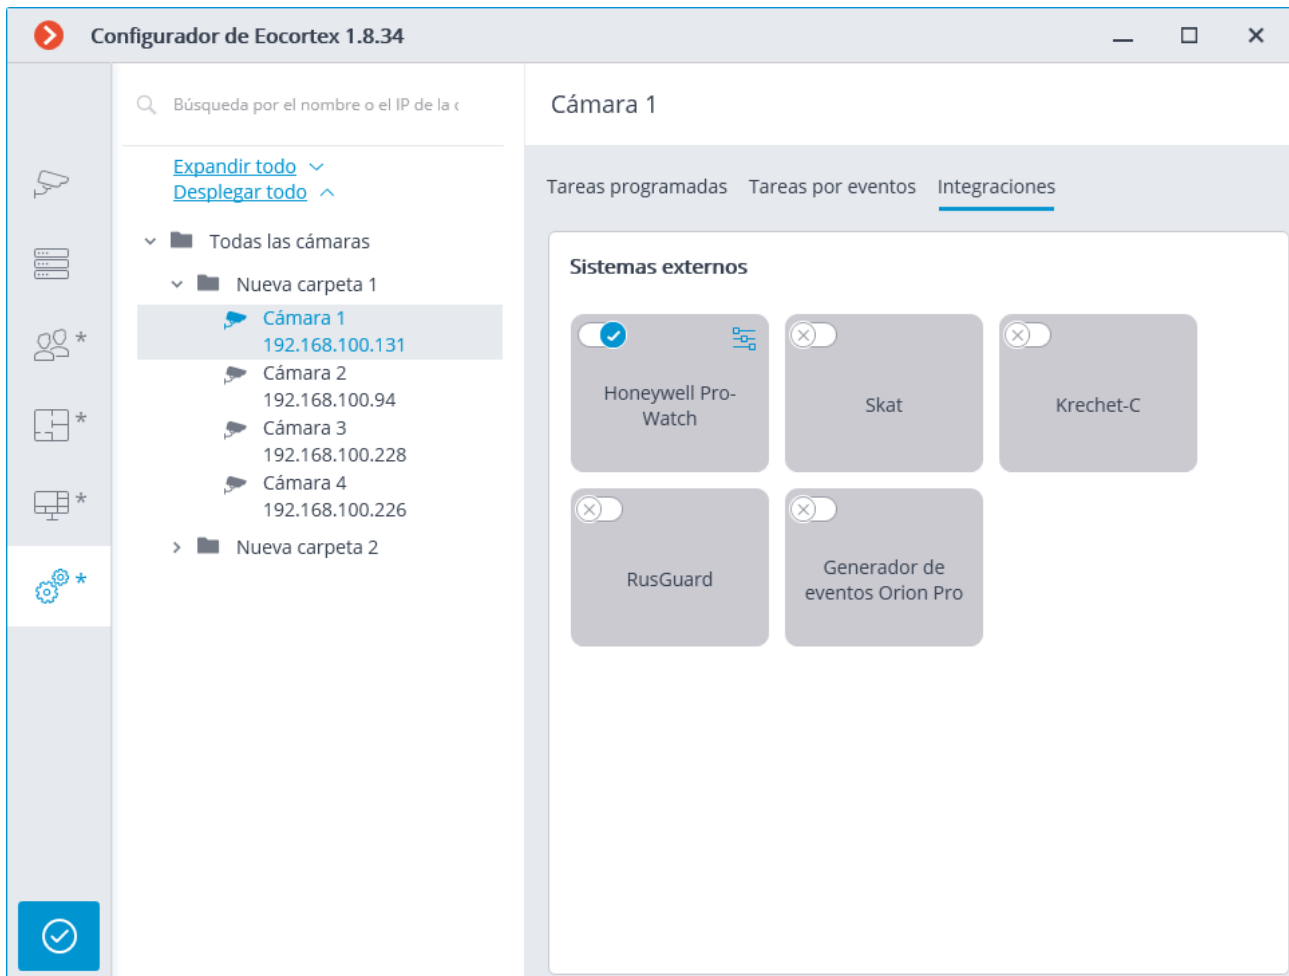 Configurador de Eocortex 1.8.34
Búsqueda por el nombre o el IP de la c
Expandir todo
Desplegar todo
Todas las cámaras
Nueva carpeta 1
Cámara 1
192.168.100.131
Cámara 2
192.168.100.94
Cámara 3
192.168.100.228
Cámara 4
192.168.100.226
Nueva carpeta 2
*
*
*
*
Cámara 1
Tareas programadas Tareas por eventos Integraciones
Sistemas externos
Honeywell Pro-
Watch
Skat
Krechet-C
RusGuard
Generador de
eventos Orion Pro